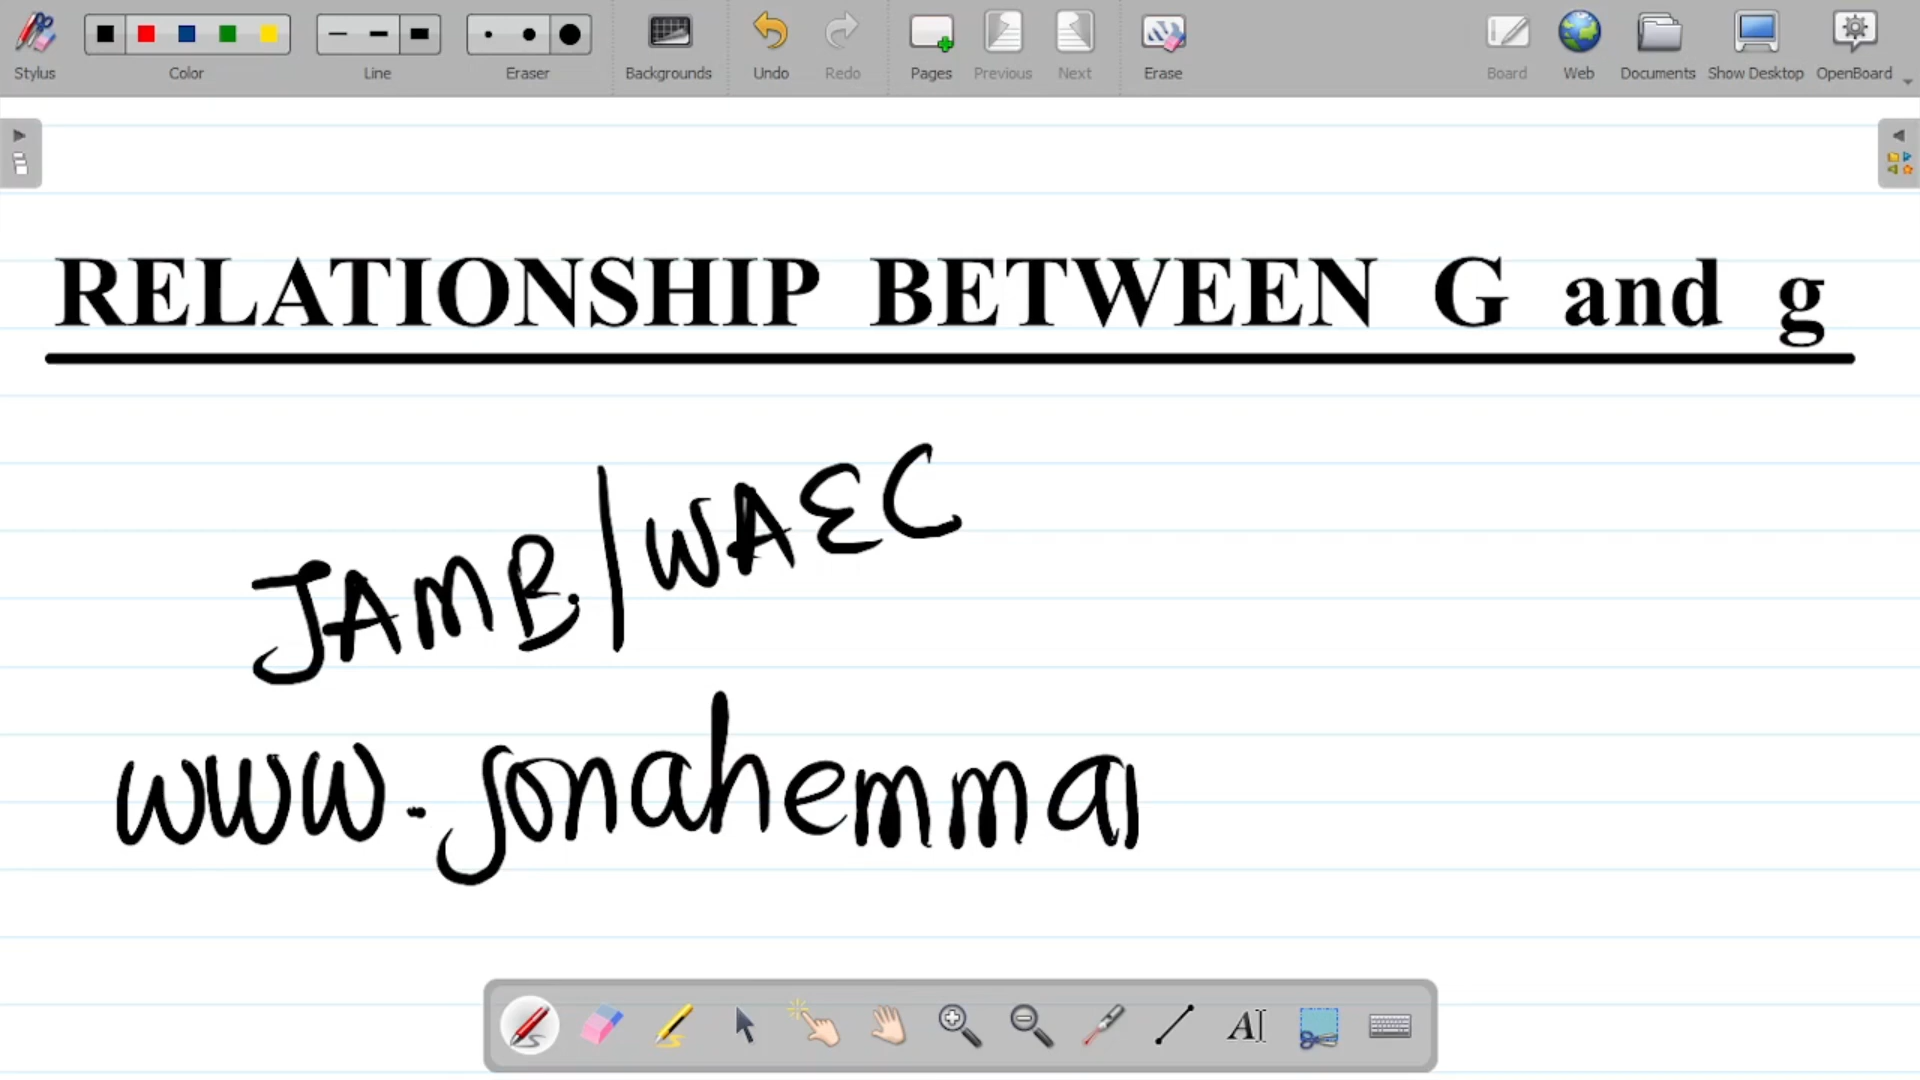 Stylus Color Line Eraser Backgrounds Undo Redo Pages Previous Next Erase Board Web Documents Show Desktop OpenBoard
RELATIONSHIP BETWEEN G and g
JAMB/WAEC
www.jonahemma